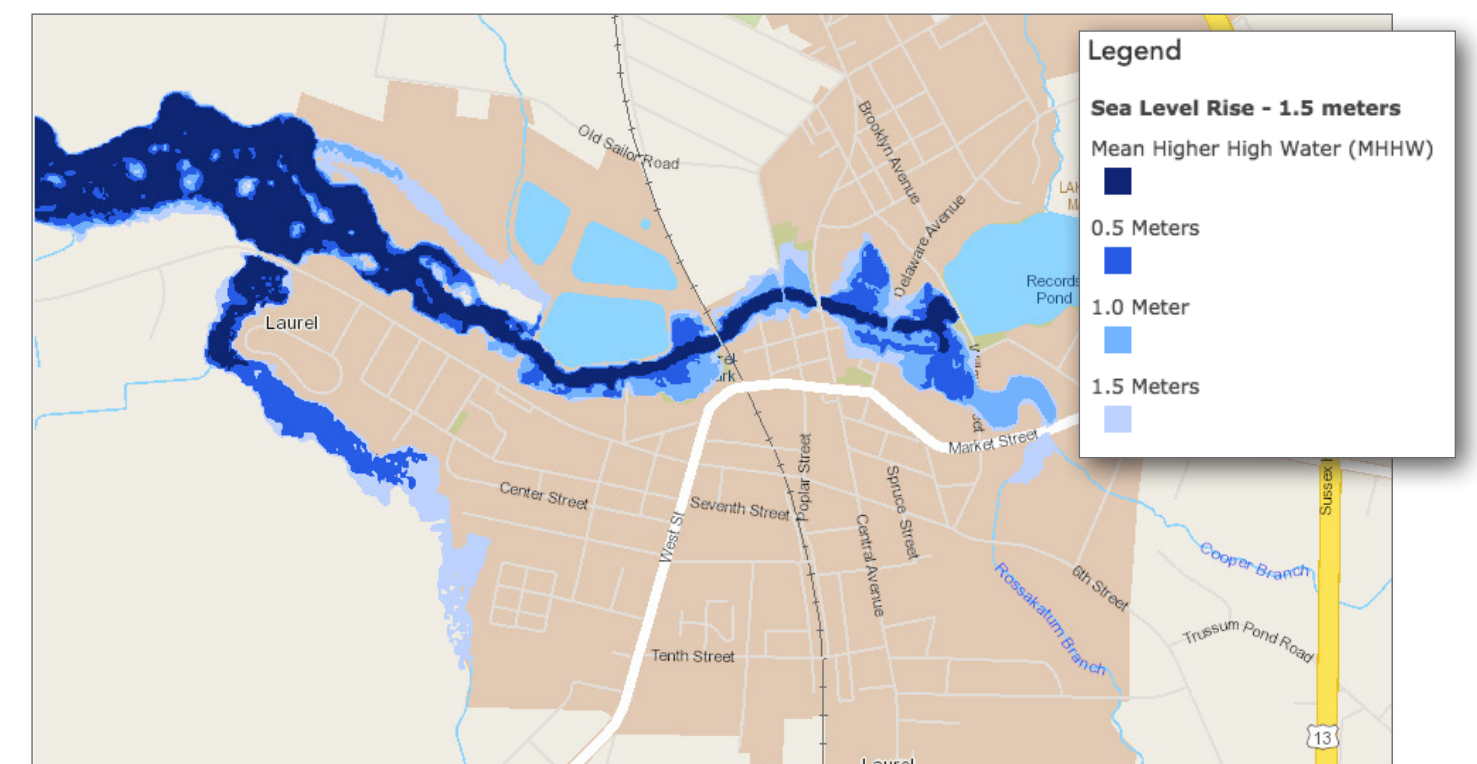 Legend
Sea Level Rise - 1.5 meters
Mean Higher High Water (MHHW)
0.5 Meters
1.0 Meter
1.5 Meters
Old Sailor Road
Brooklyn Avenue
Delaware Avenue
Records
Pond
Laurel
Market Street
Center Street
Seventh Street
Poplar Street
Spruce Street
West St
Central Avenue
6th Street
Cooper Branch
Rossakatum Branch
Trussum Pond Road
Tenth Street
Sussex
13
Laurel